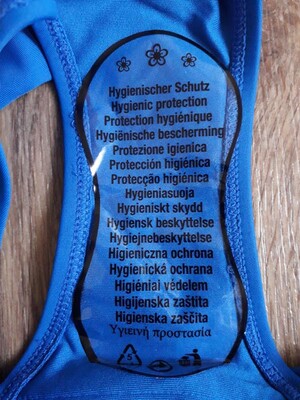 Hygienischer Schutz
Hygienic protection
Protection hygiénique
Hygiënische bescherming
Protezione igienica
Protección higiénica
Protecção higiénica
Hygieniasuoja
Hygieniskt skydd
Hygiensk beskyttelse
Hygiejnebeskyttelse
Higieniczna ochrona
Hygienická ochrana
Higiéniai védelem
Higijenska zaštita
Higienska zaščita
Υγιεινή προστασία
5